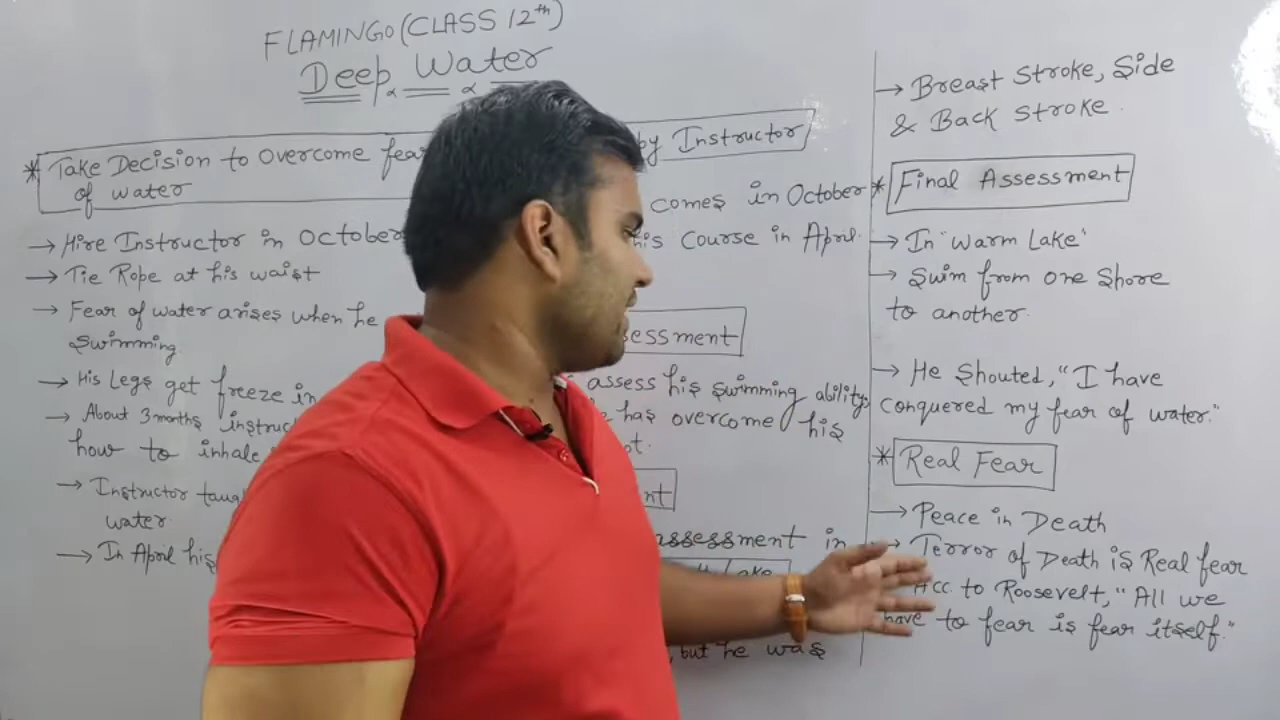 FLAMINGO (CLASS 12th)
Deep Water
* Take Decision to Overcome fear
of water
→ Hire Instructor in October
→ Tie Rope at his waist
→ Fear of water arises when he
swimming
→ His Legs get freeze in
→ About 3 months
how to inhale
→ Instructor
water
→ In April his
by Instructor
comes in October
his Course in April.
assess his swimming ability,
has overcome his
assessment in
Lake
, but he was
→ Breast Stroke, Side
& Back Stroke.
* Final Assessment
→ In "Warm Lake'
→ Swim from one Shore
to another.
→ He Shouted, "I have
conquered my fear of water."
* Real Fear
→ Peace in Death
→ Terror of Death is Real fear
Acc. to Roosevelt, "All we
have to fear is fear itself."